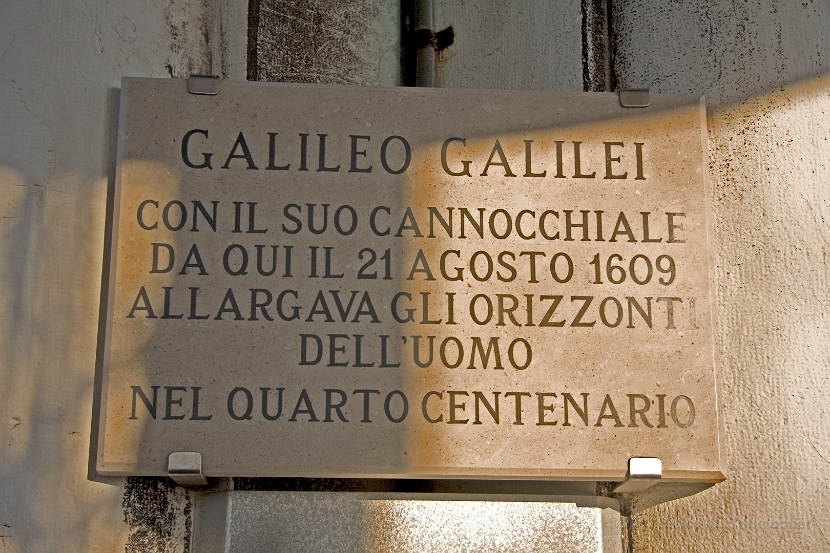 GALILEO GALILEI
CON IL SUO CANNOCCHIALE
DA QUI IL 21 AGOSTO 1609
ALLARGAVA GLI ORIZZONTI
DELL'UOMO
NEL QUARTO CENTENARIO